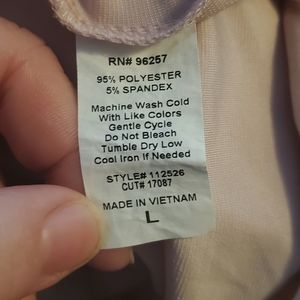 RN# 96257
95% POLYESTER
5% SPANDEX
Machine Wash Cold
With Like Colors
Gentle Cycle
Do Not Bleach
Tumble Dry Low
Cool Iron If Needed
STYLE# 112526
CUT# 17087
MADE IN VIETNAM
L